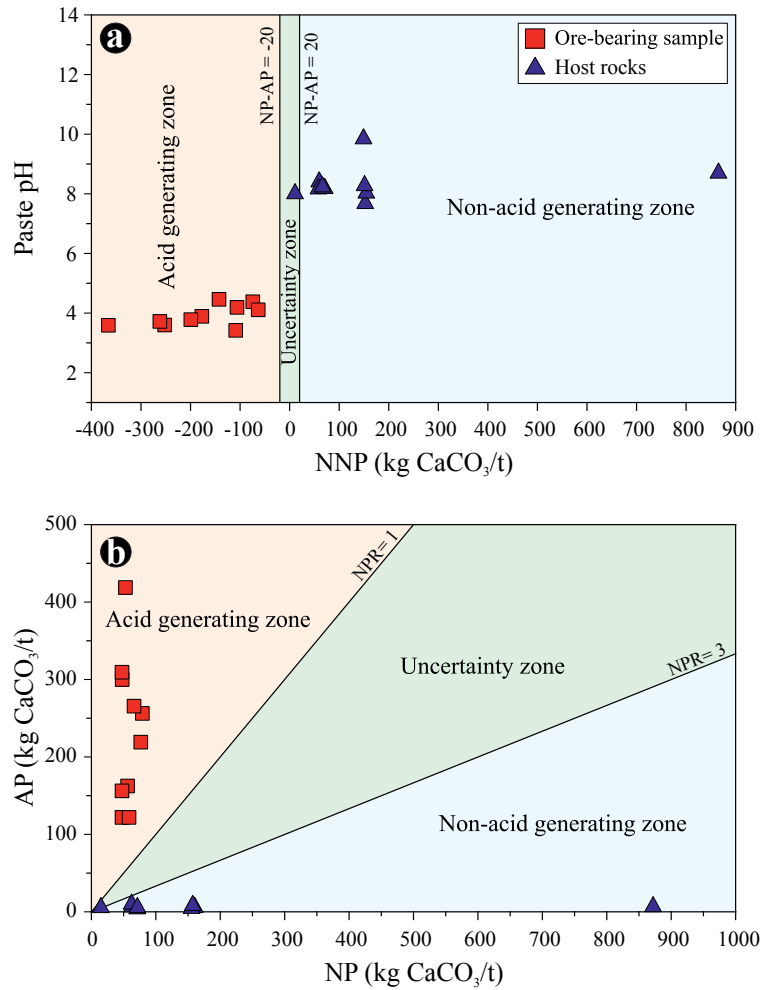 a
14
12
10
8
6
4
2
Paste pH
Acid generating zone
NP-AP = -20
NP-AP = 20
Uncertainty zone
Ore-bearing sample
Host rocks
Non-acid generating zone
-400 -300 -200 -100 0 100 200 300 400 500 600 700 800 900
NNP (kg CaCO₃/t)
b
500
400
300
200
100
0
AP (kg CaCO₃/t)
Acid generating zone
NPR= 1
Uncertainty zone
NPR= 3
Non-acid generating zone
0 100 200 300 400 500 600 700 800 900 1000
NP (kg CaCO₃/t)